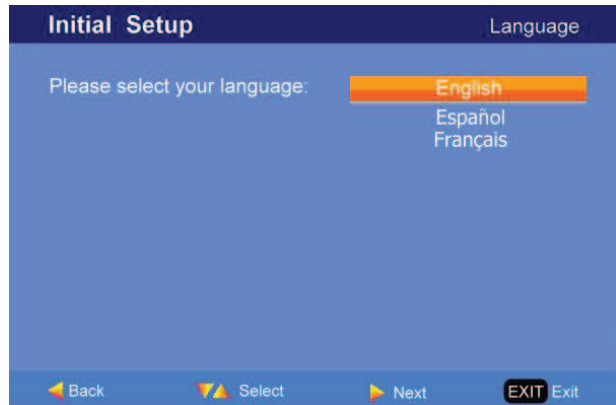 Initial Setup Language
Please select your language: English
Español
Français
Back Select Next EXIT Exit